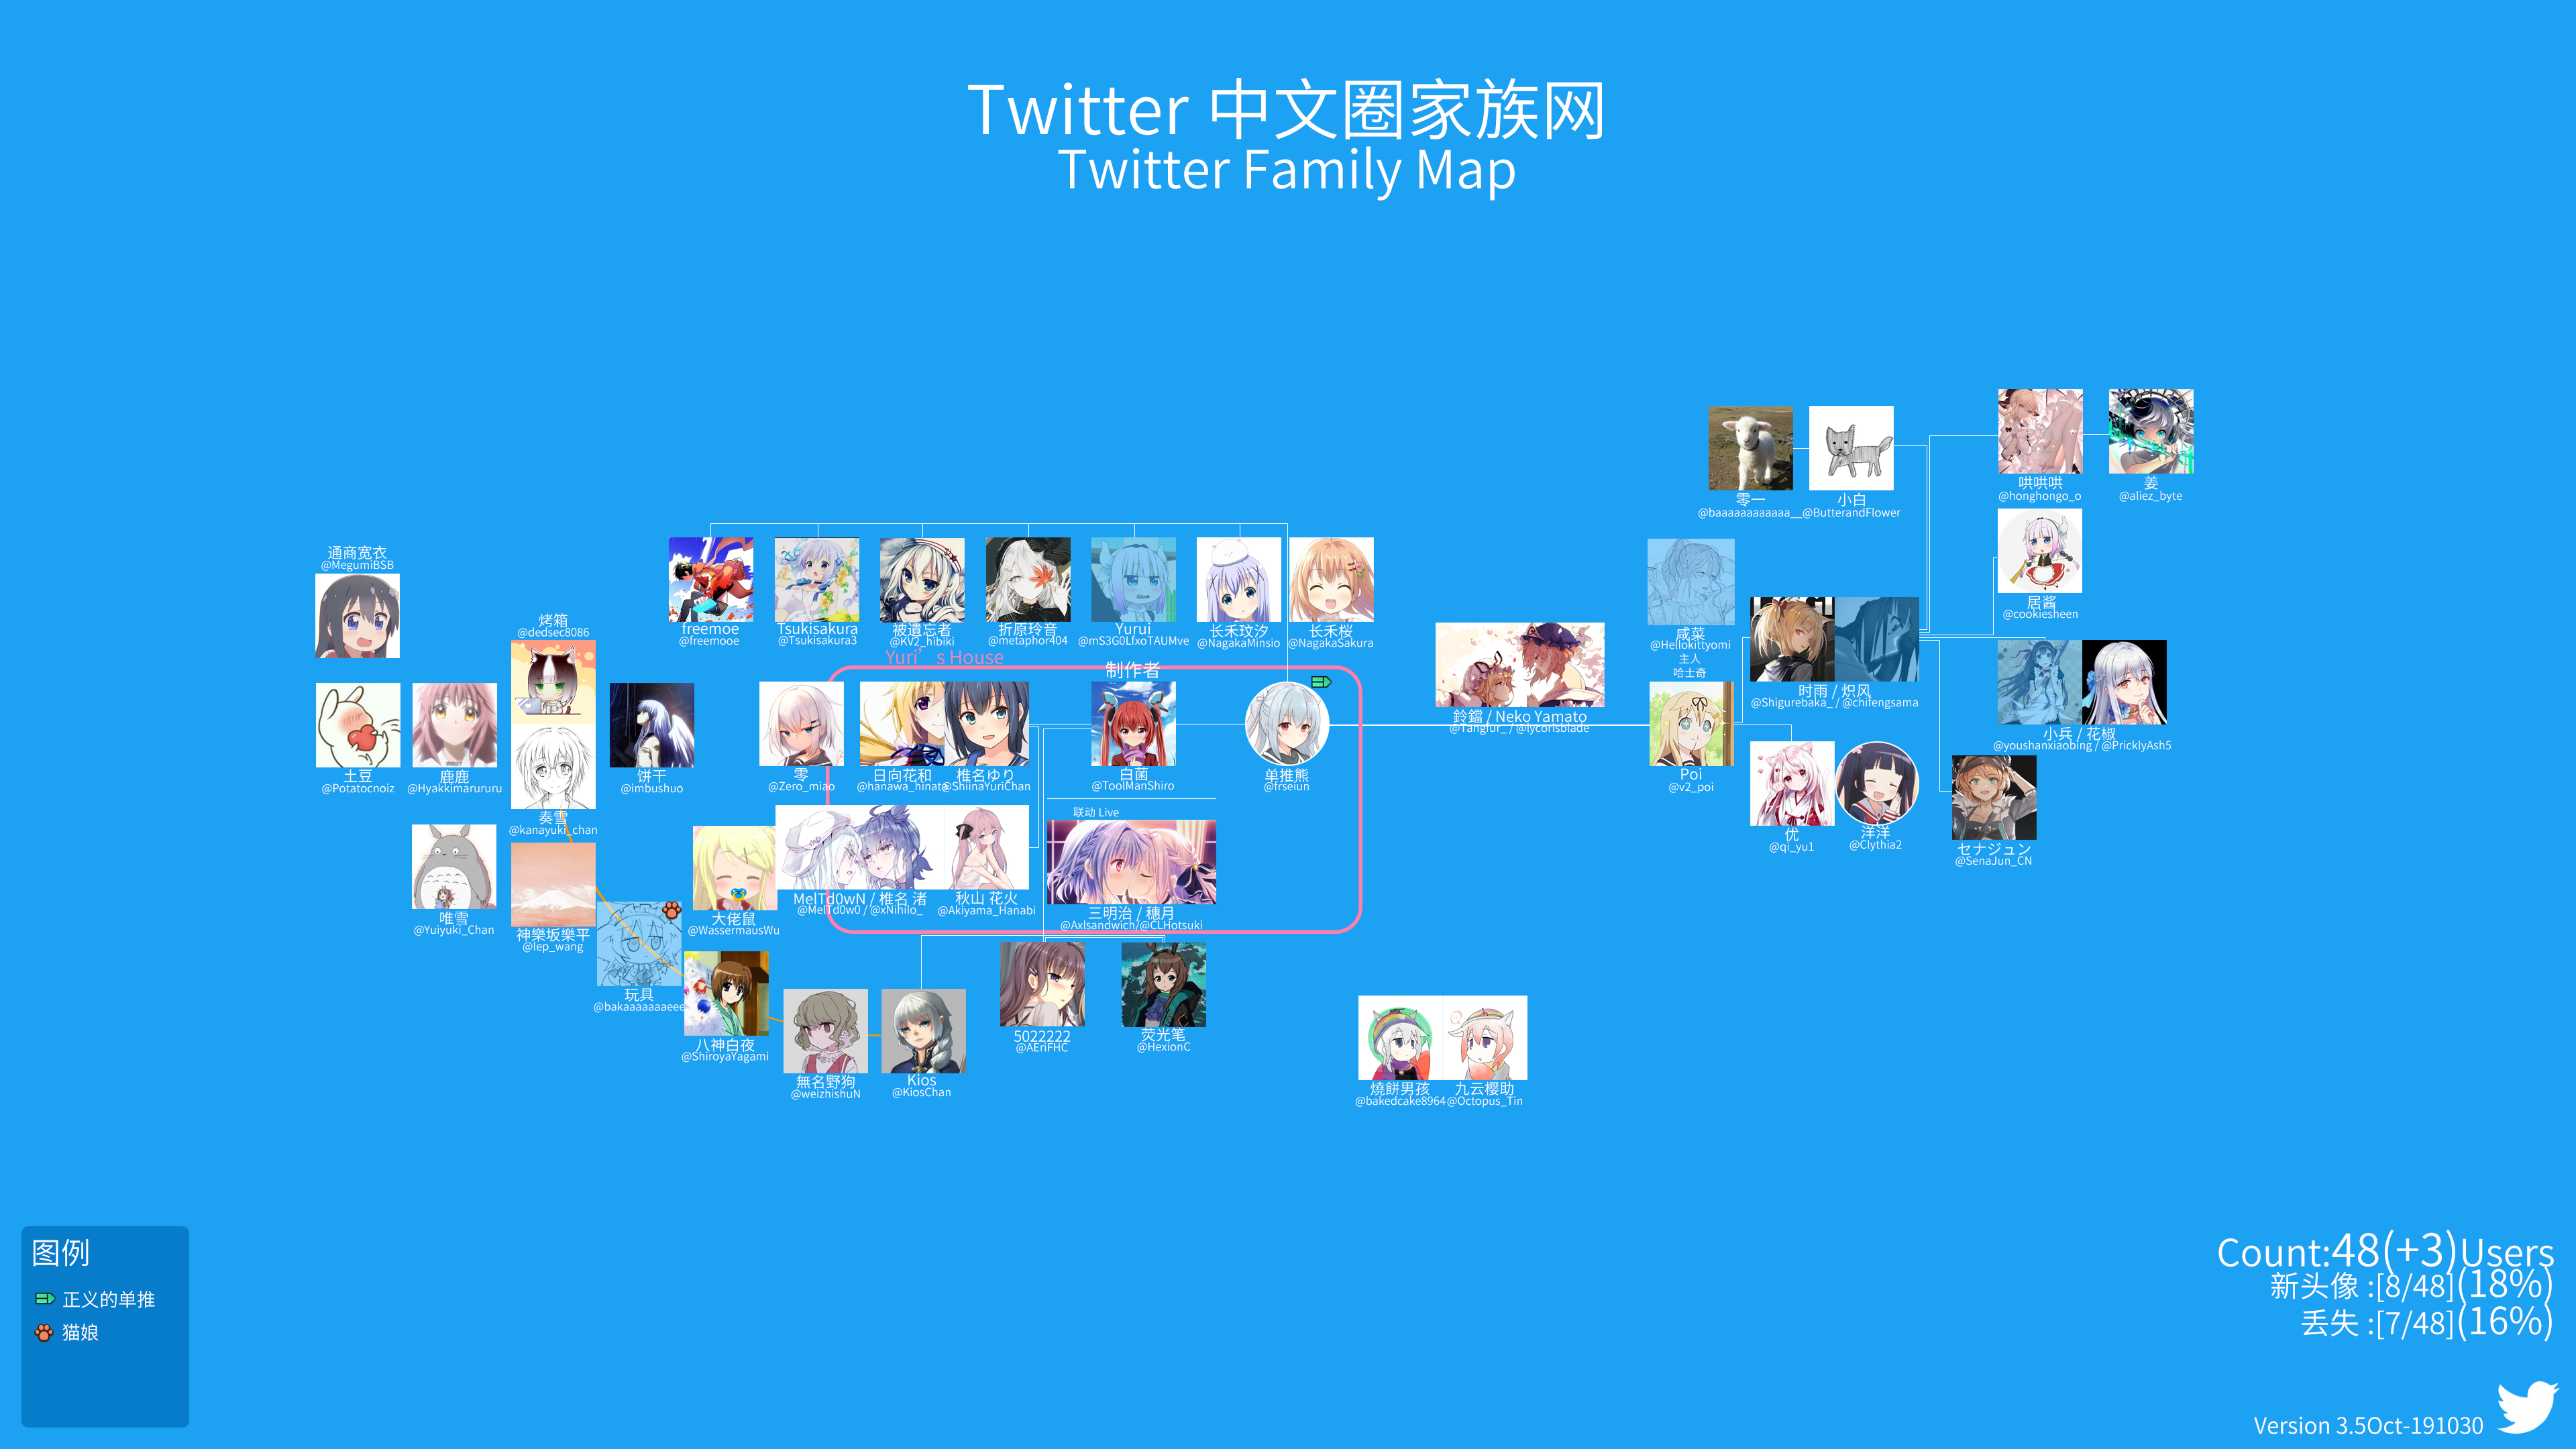 Twitter 中文圈家族网
Twitter Family Map
零一
@baaaaaaaaaaaa__
小白
@ButterandFlower
哄哄哄
@honghongo_o
姜
@aliez_byte
居酱
@cookiesheen
通商宽衣
@MegumiBSB
烤箱
@dedsec8086
freemoe
@freemooe
Tsukisakura
@Tsukisakura3
被遺忘者
@KV2_hibiki
折原玲音
@metaphor404
Yurui
@mS3G0LfxoTAUMve
长禾玟汐
@NagakaMinsio
长禾桜
@NagakaSakura
咸菜
@Hellokittyomi
主人
哈士奇
Yuri’s House
制作者
鈴鐺 / Neko Yamato
@Tangfur_ / @lycorisblade
时雨 / 炽风
@Shigurebaka_ / @chifengsama
小兵 / 花椒
@youshanxiaobing / @PricklyAsh5
土豆
@Potatocnoiz
鹿鹿
@Hyakkimarururu
饼干
@imbushuo
零
@Zero_miao
日向花和
@hanawa_hinata
椎名ゆり
@ShiinaYuriChan
白菌
@ToolManShiro
单推熊
@frseiun
Poi
@v2_poi
奏雪
@kanayuki_chan
联动 Live
优
@qi_yu1
洋洋
@Clythia2
セナジュン
@SenaJun_CN
唯雪
@Yuiyuki_Chan
神樂坂樂平
@lep_wang
大佬鼠
@WassermausWu
MelTd0wN / 椎名 渚
@MelTd0w0 / @xNihilo_
秋山 花火
@Akiyama_Hanabi
三明治 / 穗月
@Axlsandwich/@CLHotsuki
玩具
@bakaaaaaaaeee
八神白夜
@ShiroyaYagami
無名野狗
@weizhishuN
Kios
@KiosChan
5022222
@AEriFHC
荧光笔
@HexionC
燒餅男孩
@bakedcake8964
九云樱助
@Octopus_Tin
图例
正义的单推
猫娘
Count:48(+3)Users
新头像 :[8/48](18%)
丢失 :[7/48](16%)
Version 3.5Oct-191030